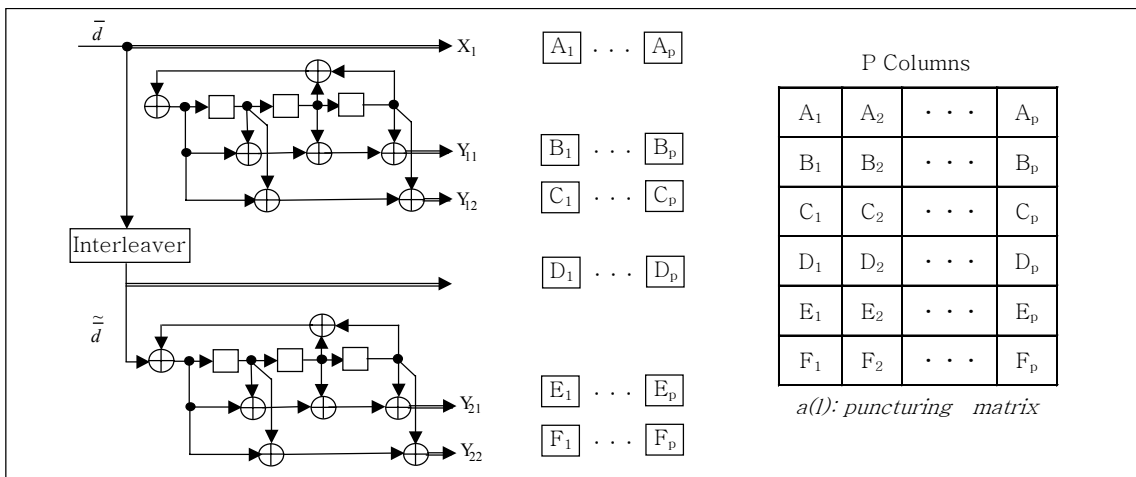 d̅ X₁ A₁ · · · Aₚ
P Columns
A₁ A₂ · · · Aₚ
Y₁₁ B₁ · · · Bₚ
B₁ B₂ · · · Bₚ
Y₁₂ C₁ · · · Cₚ
C₁ C₂ · · · Cₚ
Interleaver
D₁ · · · Dₚ
D₁ D₂ · · · Dₚ
d̅̃
E₁ E₂ · · · Eₚ
F₁ F₂ · · · Fₚ
Y₂₁ E₁ · · · Eₚ
a(l): puncturing matrix
Y₂₂ F₁ · · · Fₚ